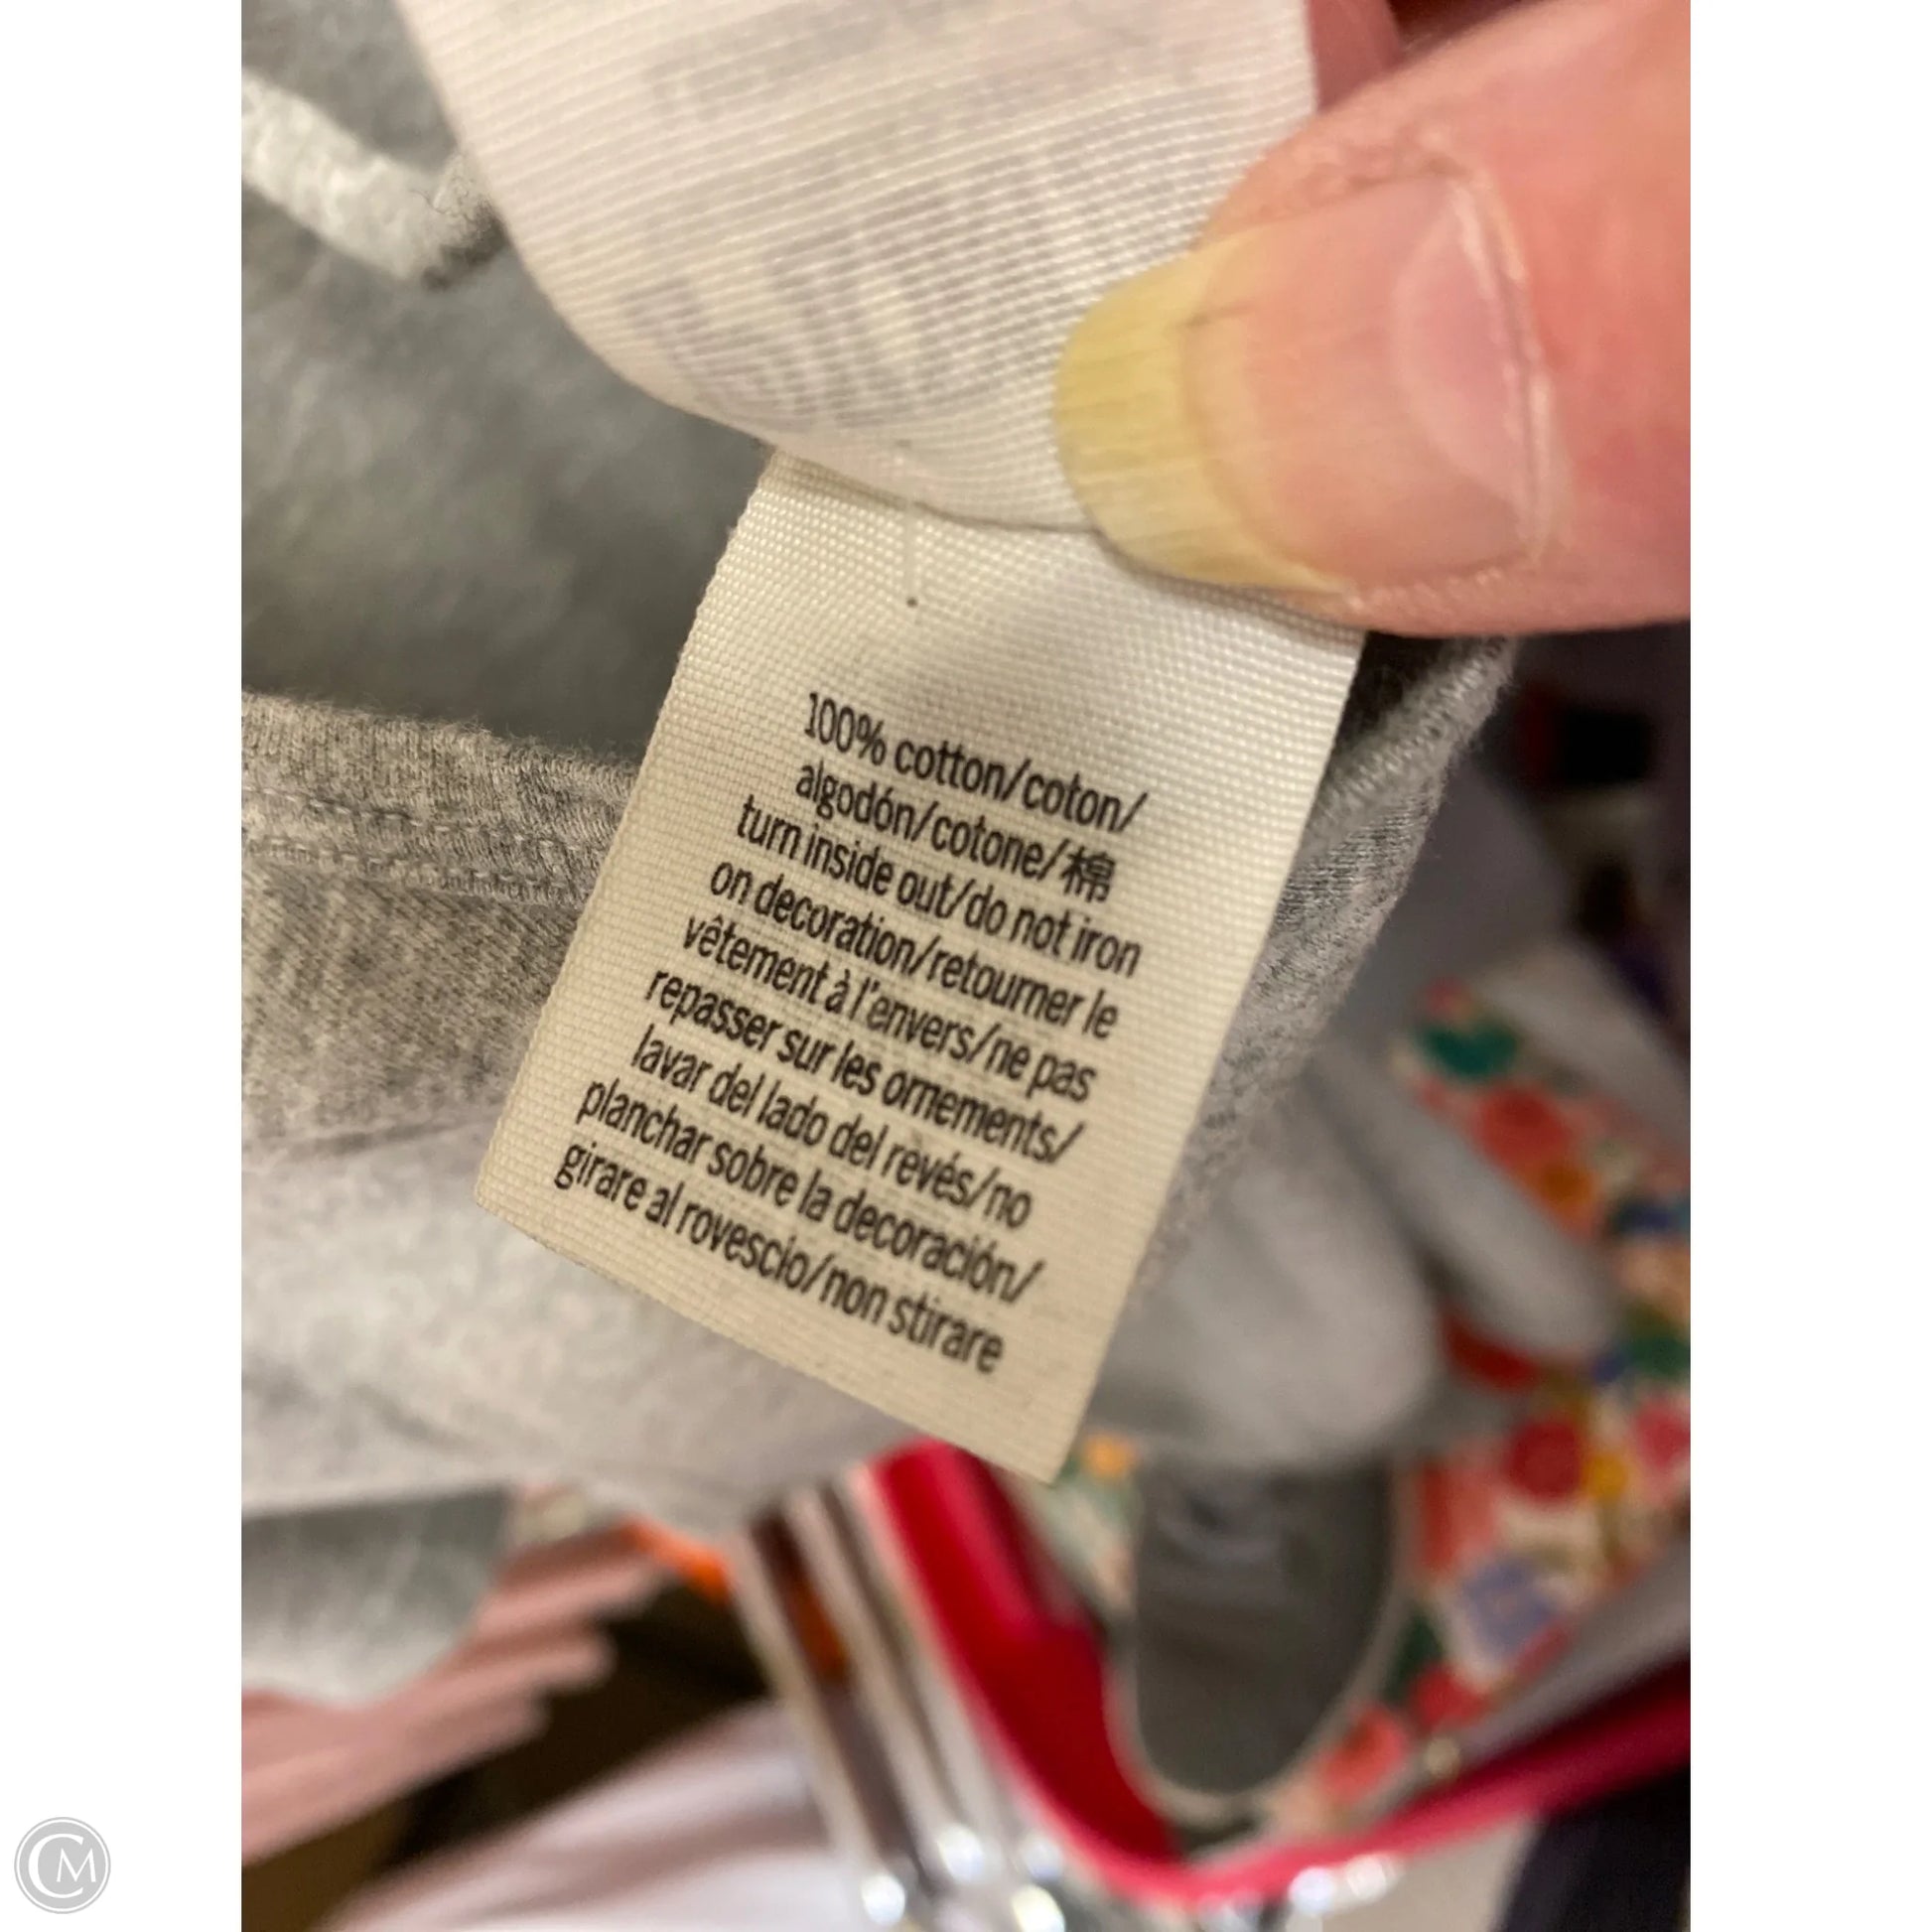 100% cotton/coton/
algodón/cotone/棉
turn inside out/do not iron
on decoration/retourner le
vêtement à l'envers/ne pas
repasser sur les ornements/
lavar del lado del revés/no
planchar sobre la decoración/
girare al rovescio/non stirare
CM